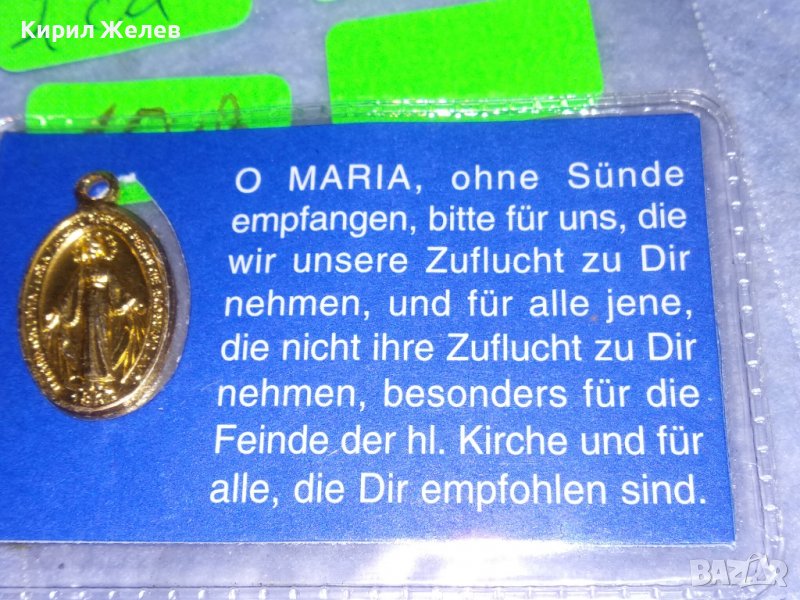 Кирил Желев
O MARIA, ohne Sünde
empfangen, bitte für uns, die
wir unsere Zuflucht zu Dir
nehmen, und für alle jene,
die nicht ihre Zuflucht zu Dir
nehmen, besonders für die
Feinde der hl. Kirche und für
alle, die Dir empfohlen sind.
BAZAR